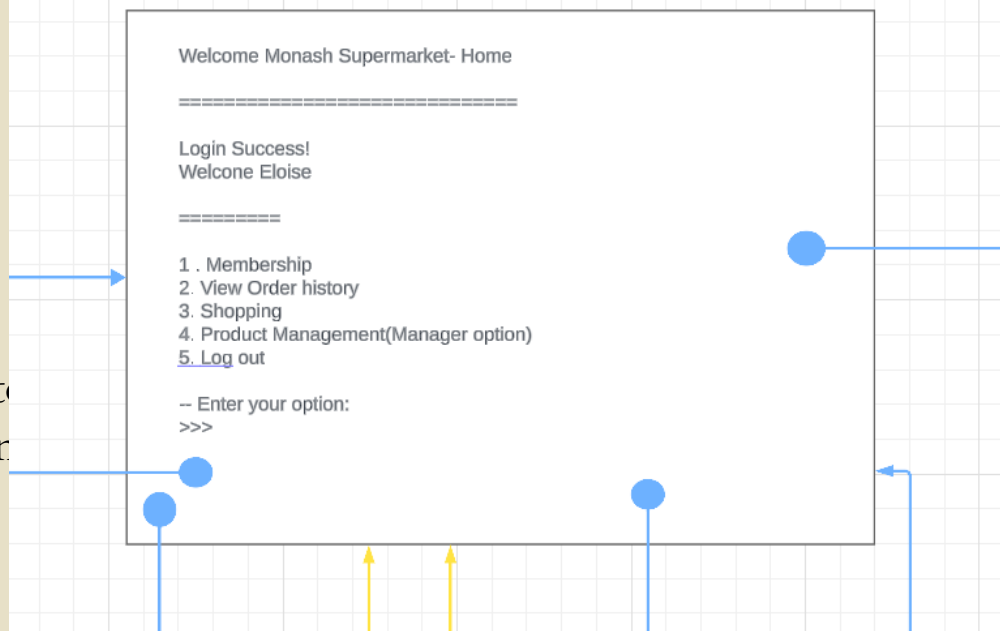 Welcome Monash Supermarket- Home
==============================
Login Success!
Welcone Eloise
=========
1 . Membership
2. View Order history
3. Shopping
4. Product Management(Manager option)
5. Log out
-- Enter your option:
>>>